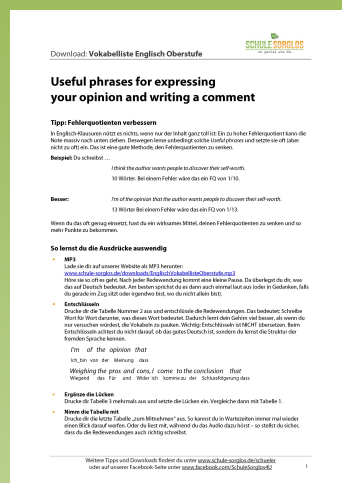 SCHULE SORGLOS
so genial wie du.
Download: Vokabelliste Englisch Oberstufe
Useful phrases for expressing
your opinion and writing a comment
Tipp: Fehlerquotienten verbessern
In Englisch-Klausuren nützt es nichts, wenn nur der Inhalt ganz toll ist: Ein zu hoher Fehlerquotient kann die
Note massiv nach unten ziehen. Deswegen lerne unbedingt solche Useful phrases und setzte sie oft (aber
nicht zu oft) ein. Das ist eine gute Methode, den Fehlerquotienten zu senken.
Beispiel: Du schreibst …
I think the author wants people to discover their self-worth.
10 Wörter. Bei einem Fehler wäre das ein FQ von 1/10.
Besser: I'm of the opinion that the author wants people to discover their self-worth.
13 Wörter Bei einem Fehler wäre das ein FQ von 1/13.
Wenn du das oft genug einsetzt, hast du ein wirksames Mittel, deinen Fehlerquotienten zu senken und so
mehr Punkte zu bekommen.
So lernst du die Ausdrücke auswendig
• MP3
Lade sie dir auf unserer Website als MP3 herunter:
www.schule-sorglos.de/downloads/EnglischVokabellisteOberstufe.mp3
Höre sie so oft es geht. Nach jeder Redewendung kommt eine kleine Pause. Da überlegst du dir, was
das auf Deutsch bedeutet. Am besten sprichst du es dann auch einmal laut aus (oder in Gedanken, falls
du gerade im Zug sitzt oder irgendwo bist, wo du nicht allein bist).
• Entschlüsseln
Drucke dir die Tabelle Nummer 2 aus und entschlüssle die Redewendungen. Das bedeutet: Schreibe
Wort für Wort darunter, was dieses Wort bedeutet. Dadurch lernt dein Gehirn viel besser, als wenn du
nur versuchen würdest, die Vokabeln zu pauken. Wichtig: Entschlüsseln ist NICHT übersetzen. Beim
Entschlüsseln achtest du nicht darauf, ob das gutes Deutsch ist, sondern du lernst die Struktur der
fremden Sprache kennen.
I'm of the opinion that
Ich_bin von der Meinung dass
Weighing the pros and cons, I come to the conclusion that
Wiegend das Für und Wider ich komme zu der Schlussfolgerung dass
• Ergänze die Lücken
Drucke dir Tabelle 3 mehrmals aus und setzte die Lücken ein. Vergleiche dann mit Tabelle 1.
• Nimm die Tabelle mit
Drucke dir die letzte Tabelle „zum Mitnehmen" aus. So kannst du in Wartezeiten immer mal wieder
einen Blick darauf werfen. Oder du liest mit, während du das Audio dazu hörst – so stellst du sicher,
dass du die Redewendungen auch richtig schreibst.
Weitere Tipps und Downloads findest du unter www.schule-sorglos.de/schueler
oder auf unserer Facebook-Seite unter www.facebook.com/SchuleSorglos4U
1